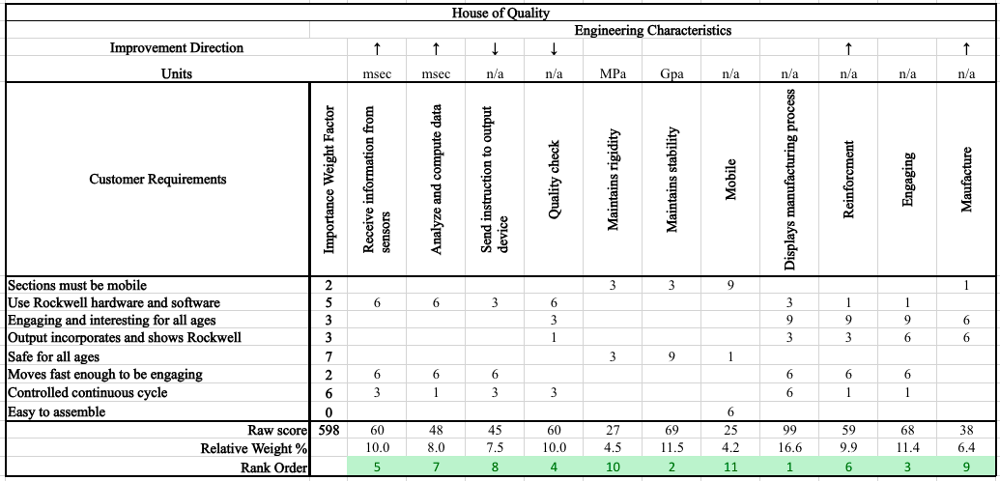 House of Quality
Engineering Characteristics
Improvement Direction ↑ ↑ ↓ ↓ ↑ ↑
Units msec msec n/a n/a MPa Gpa n/a n/a n/a n/a n/a
Customer Requirements
Importance Weight Factor
Receive information from sensors
Analyze and compute data
Send instruction to output device
Quality check
Maintains rigidity
Maintains stability
Mobile
Displays manufacturing process
Reinforcment
Engaging
Maufacture
Sections must be mobile 2 3 3 9 1
Use Rockwell hardware and software 5 6 6 3 6 3 1 1
Engaging and interesting for all ages 3 3 9 9 9 6
Output incorporates and shows Rockwell 3 1 3 3 6 6
Safe for all ages 7 3 9 1
Moves fast enough to be engaging 2 6 6 6 6 6 6
Controlled continuous cycle 6 3 1 3 3 6 1 1
Easy to assemble 0 6
Raw score 598 60 48 45 60 27 69 25 99 59 68 38
Relative Weight % 10.0 8.0 7.5 10.0 4.5 11.5 4.2 16.6 9.9 11.4 6.4
Rank Order 5 7 8 4 10 2 11 1 6 3 9